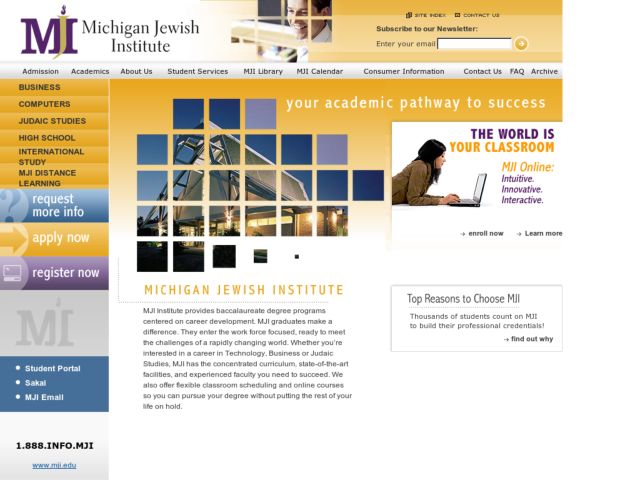 MJI
Michigan Jewish
Institute
SITE INDEX
CONTACT US
Subscribe to our Newsletter:
Enter your email
Admission
Academics
About Us
Student Services
MJI Library
MJI Calendar
Consumer Information
Contact Us
FAQ
Archive
BUSINESS
COMPUTERS
JUDAIC STUDIES
HIGH SCHOOL
INTERNATIONAL
STUDY
MJI DISTANCE
LEARNING
request
more info
apply now
register now
MJI
Student Portal
Sakai
MJI Email
1.888.INFO.MJI
www.mji.edu
your academic pathway to success
MICHIGAN JEWISH INSTITUTE
MJI Institute provides baccalaureate degree programs
centered on career development. MJI graduates make a
difference. They enter the work force focused, ready to meet
the challenges of a rapidly changing world. Whether you're
interested in a career in Technology, Business or Judaic
Studies, MJI has the concentrated curriculum, state-of-the-art
facilities, and experienced faculty you need to succeed. We
also offer flexible classroom scheduling and online courses
so you can pursue your degree without putting the rest of your
life on hold.
THE WORLD IS
YOUR CLASSROOM
MJI Online:
Intuitive.
Innovative.
Interactive.
enroll now
Learn more
Top Reasons to Choose MJI
Thousands of students count on MJI
to build their professional credentials!
find out why